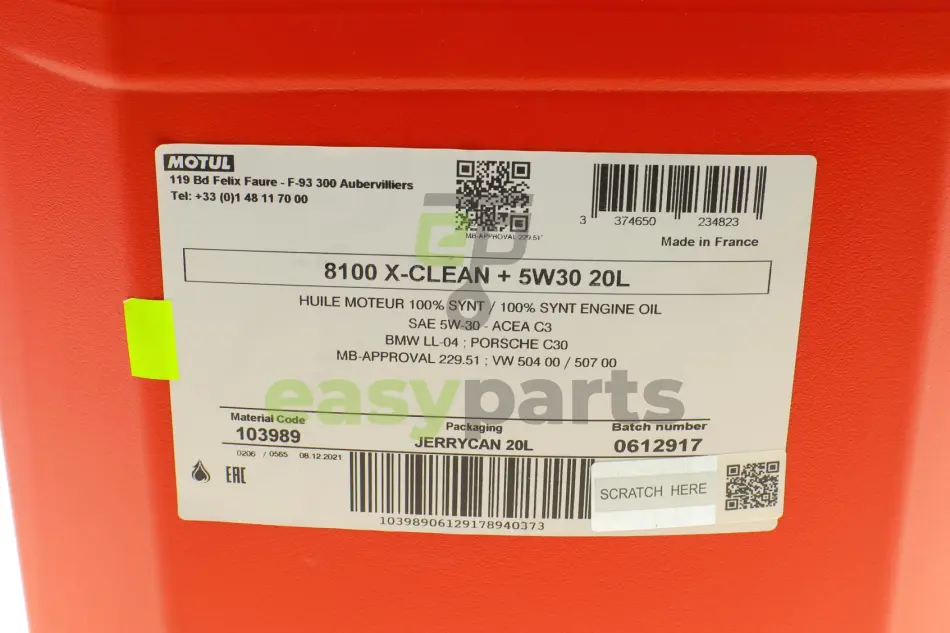 MOTUL
119 Bd Felix Faure - F-93 300 Aubervilliers
Tel: +33 (0)1 48 11 70 00
MB-APPROVAL 229.51
3 374650 234823
Made in France
8100 X-CLEAN + 5W30 20L
HUILE MOTEUR 100% SYNT / 100% SYNT ENGINE OIL
SAE 5W-30 - ACEA C3
BMW LL-04 ; PORSCHE C30
MB-APPROVAL 229.51 ; VW 504 00 / 507 00
easyparts
Material Code
103989
Packaging
JERRYCAN 20L
Batch number
0612917
0206 / 0565 08.12.2021
EAC
SCRATCH HERE
10398906129178940373